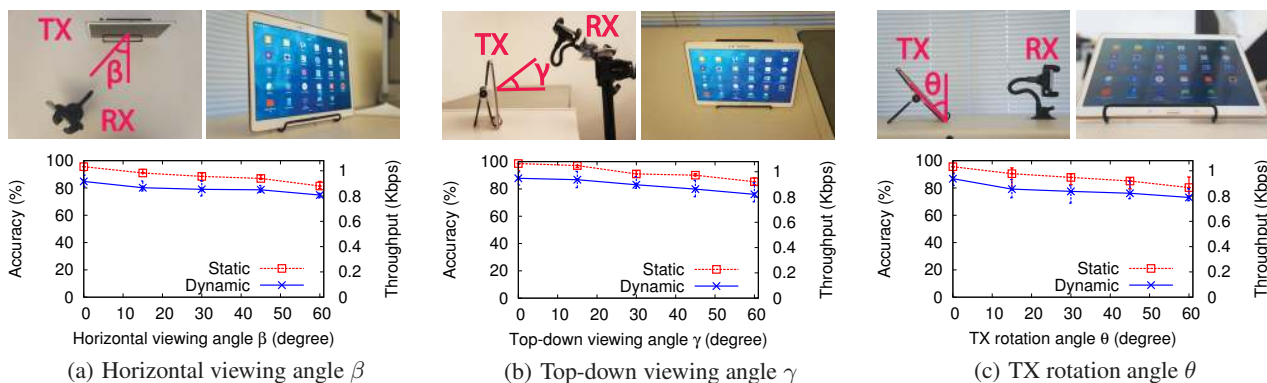 TX
β
RX
TX
RX
γ
TX
θ
RX
100
80
60
40
20
0
Accuracy (%)
1
0.8
0.6
0.4
0.2
0
Throughput (Kbps)
Static
Dynamic
0 10 20 30 40 50 60
Horizontal viewing angle β (degree)
(a) Horizontal viewing angle β
100
80
60
40
20
0
Accuracy (%)
1
0.8
0.6
0.4
0.2
0
Throughput (Kbps)
Static
Dynamic
0 10 20 30 40 50 60
Top-down viewing angle γ (degree)
(b) Top-down viewing angle γ
100
80
60
40
20
0
Accuracy (%)
1
0.8
0.6
0.4
0.2
0
Throughput (Kbps)
Static
Dynamic
0 10 20 30 40 50 60
TX rotation angle θ (degree)
(c) TX rotation angle θ